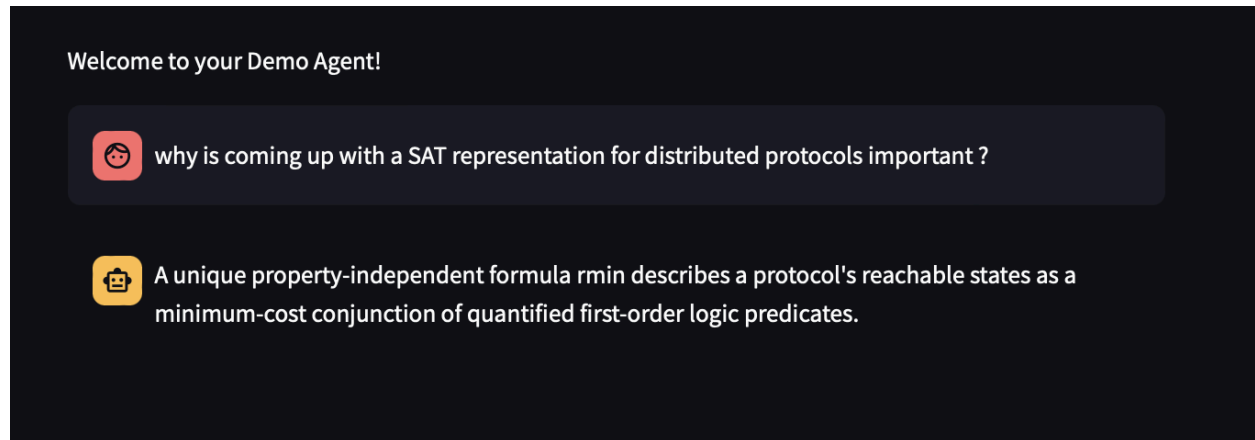 Welcome to your Demo Agent!
why is coming up with a SAT representation for distributed protocols important ?
A unique property-independent formula rmin describes a protocol's reachable states as a
minimum-cost conjunction of quantified first-order logic predicates.